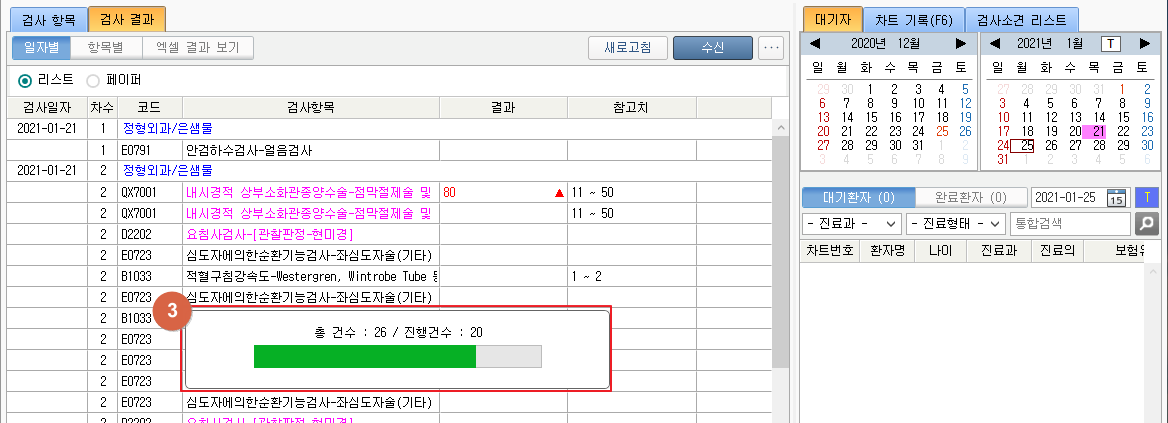 검사 항목 검사 결과
일자별 항목별 엑셀 결과 보기 새로고침 수신 ...
리스트 페이퍼
검사일자 차수 코드 검사항목 결과 참고치
2021-01-21 1 정형외과/은샘물
1 E0791 안검하수검사-얼음검사
2021-01-21 2 정형외과/은샘물
2 QX7001 내시경적 상부소화관종양수술-점막절제술 및 80 ▲ 11 ~ 50
2 QX7001 내시경적 상부소화관종양수술-점막절제술 및 11 ~ 50
2 D2202 요침사검사-[관찰판정-현미경]
2 E0723 심도자에의한순환기능검사-좌심도자술(기타)
2 B1033 적혈구침강속도-Westergren, Wintrobe Tube 1 ~ 2
2 E0723 심도자에의한순환기능검사-좌심도자술(기타)
2 B1033
2 E0723
2 E0723
2 E0723
2 E0723 심도자에의한순환기능검사-좌심도자술(기타)
2 D2202 요침사검사-[관찰판정-현미경]
3
총 건수 : 26 / 진행건수 : 20
대기자 차트 기록(F6) 검사소견 리스트
◀ 2020년 12월 ▶
일 월 화 수 목 금 토
29 30 1 2 3 4 5
6 7 8 9 10 11 12
13 14 15 16 17 18 19
20 21 22 23 24 25 26
27 28 29 30 31 1 2
3 4 5 6 7 8 9
◀ 2021년 1월 T ▶
일 월 화 수 목 금 토
27 28 29 30 31 1 2
3 4 5 6 7 8 9
10 11 12 13 14 15 16
17 18 19 20 21 22 23
24 25 26 27 28 29 30
31 1 2 3 4 5 6
대기환자 (0) 완료환자 (0) 2021-01-25 15 T
- 진료과 - - 진료형태 - 통합검색
차트번호 환자명 나이 진료과 진료의 보험유